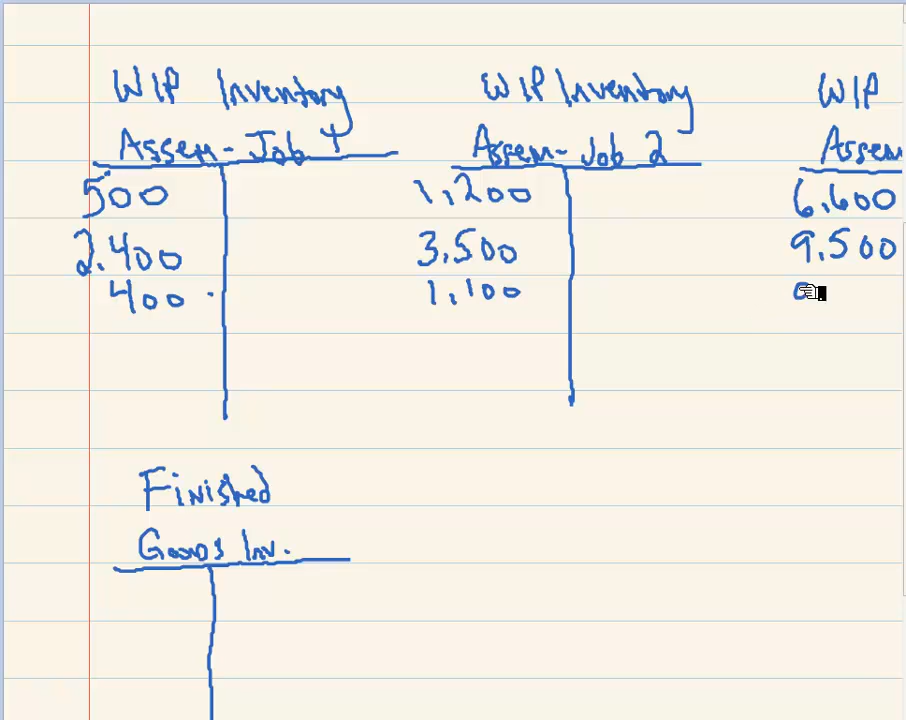 WIP Inventory
Assem-Job 1
500
2,400
400
WIP Inventory
Assem-Job 2
1,200
3,500
1,100
WIP
Assem
6,600
9,500
Finished
Goods Inv.